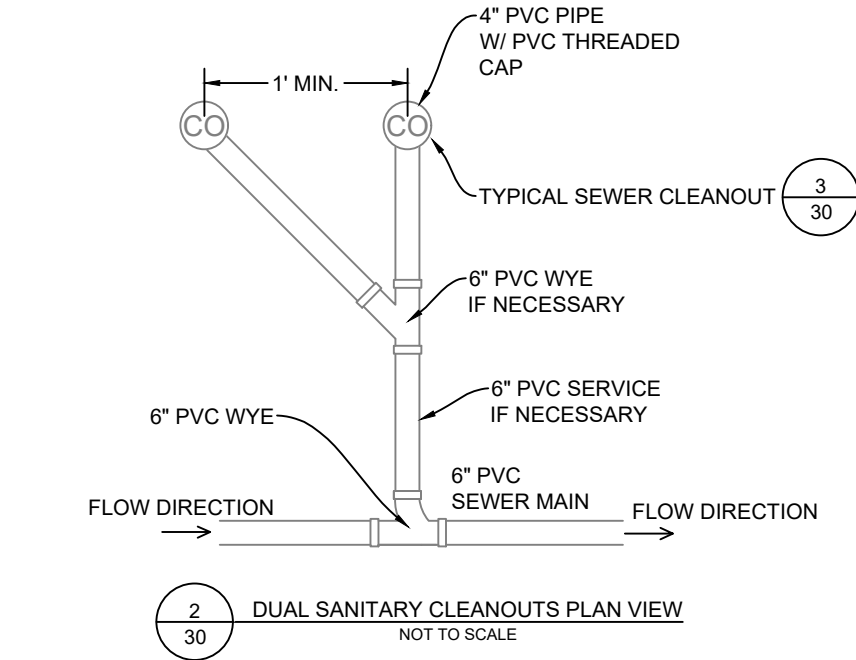 4" PVC PIPE
W/ PVC THREADED
CAP
1' MIN.
CO
CO
TYPICAL SEWER CLEANOUT
3
30
6" PVC WYE
IF NECESSARY
6" PVC SERVICE
IF NECESSARY
6" PVC WYE
6" PVC
SEWER MAIN
FLOW DIRECTION
FLOW DIRECTION
2
30
DUAL SANITARY CLEANOUTS PLAN VIEW
NOT TO SCALE